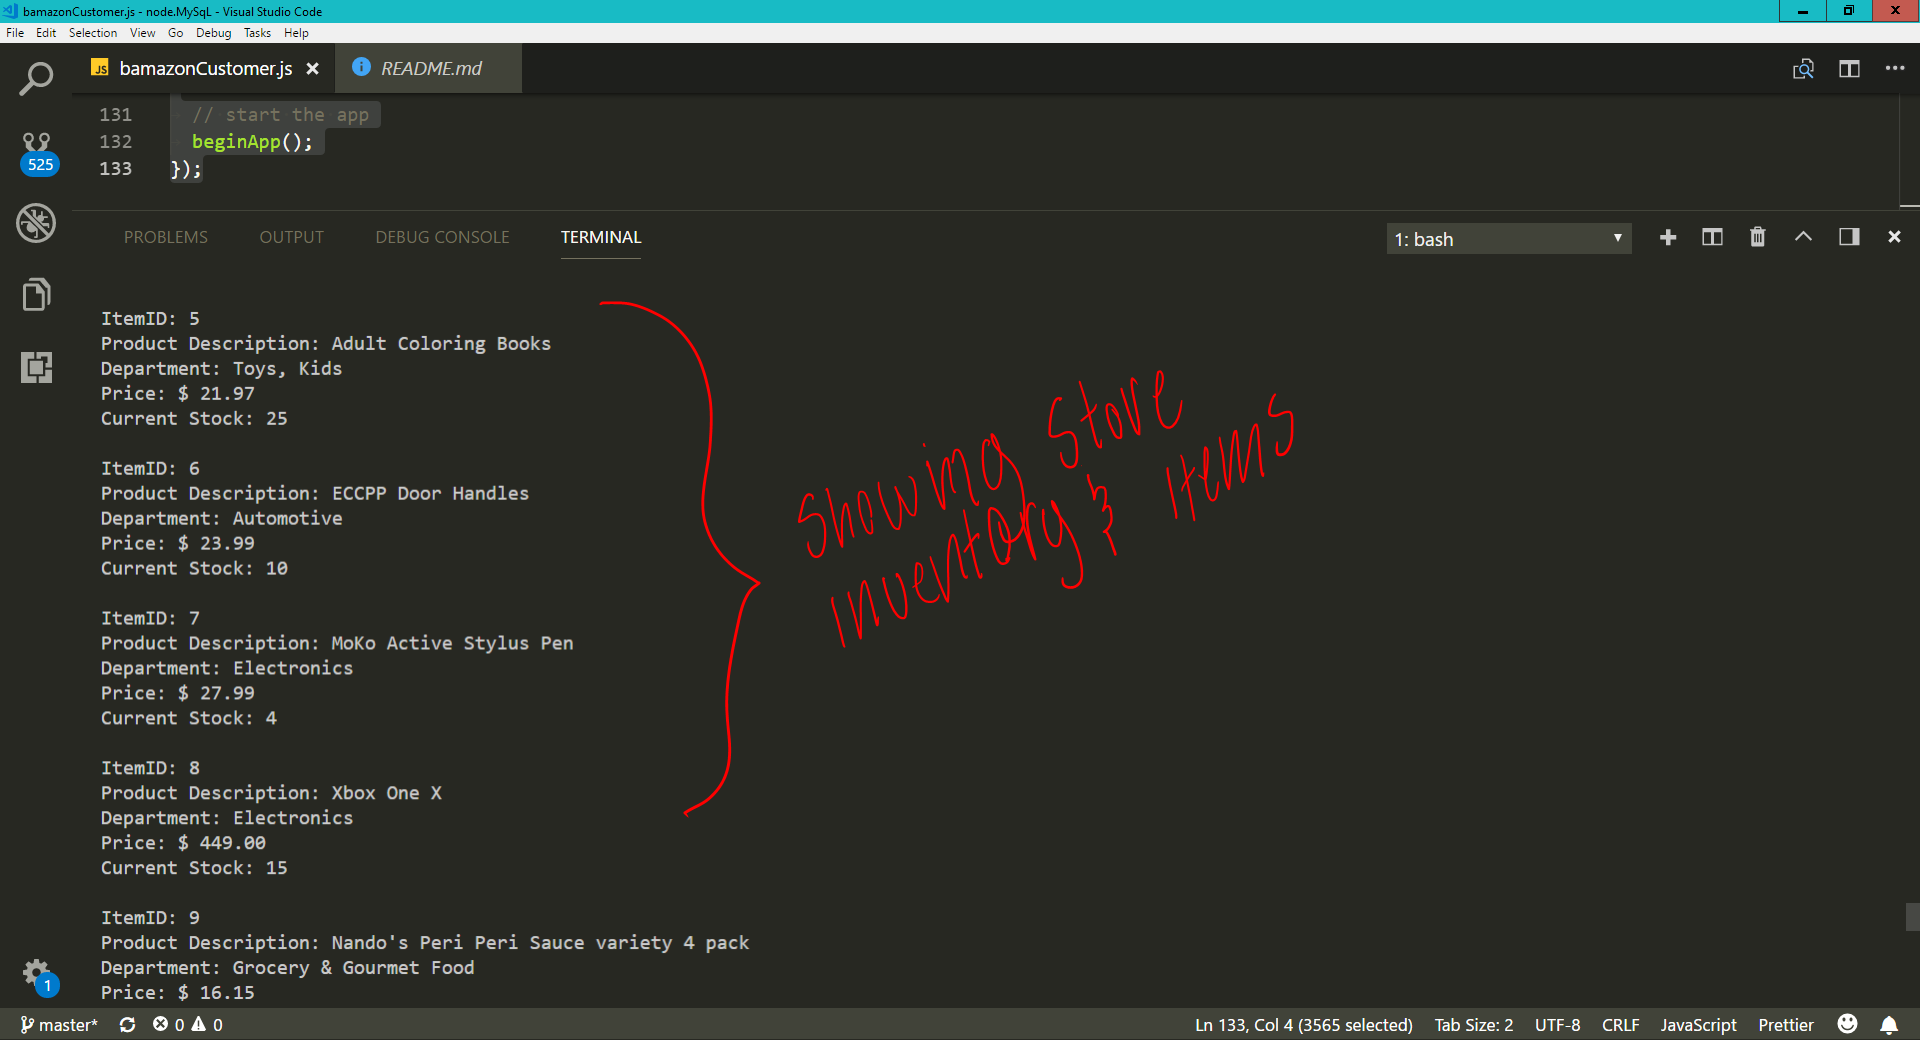 bamazonCustomer.js - node.MySqL - Visual Studio Code
File Edit Selection View Go Debug Tasks Help
JS bamazonCustomer.js README.md
131 // start the app
132 beginApp();
133 });
525
PROBLEMS OUTPUT DEBUG CONSOLE TERMINAL 1: bash
ItemID: 5
Product Description: Adult Coloring Books
Department: Toys, Kids
Price: $ 21.97
Current Stock: 25
ItemID: 6
Product Description: ECCPP Door Handles
Department: Automotive
Price: $ 23.99
Current Stock: 10
ItemID: 7
Product Description: MoKo Active Stylus Pen
Department: Electronics
Price: $ 27.99
Current Stock: 4
ItemID: 8
Product Description: Xbox One X
Department: Electronics
Price: $ 449.00
Current Stock: 15
ItemID: 9
Product Description: Nando's Peri Peri Sauce variety 4 pack
Department: Grocery & Gourmet Food
Price: $ 16.15
Showing Store
Inventory & Items
1
master* 0 0 Ln 133, Col 4 (3565 selected) Tab Size: 2 UTF-8 CRLF JavaScript Prettier